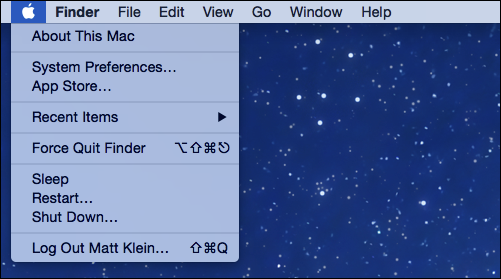 Finder File Edit View Go Window Help
About This Mac
System Preferences...
App Store...
Recent Items ▶
Force Quit Finder ⌥⇧⌘⎋
Sleep
Restart...
Shut Down...
Log Out Matt Klein... ⇧⌘Q